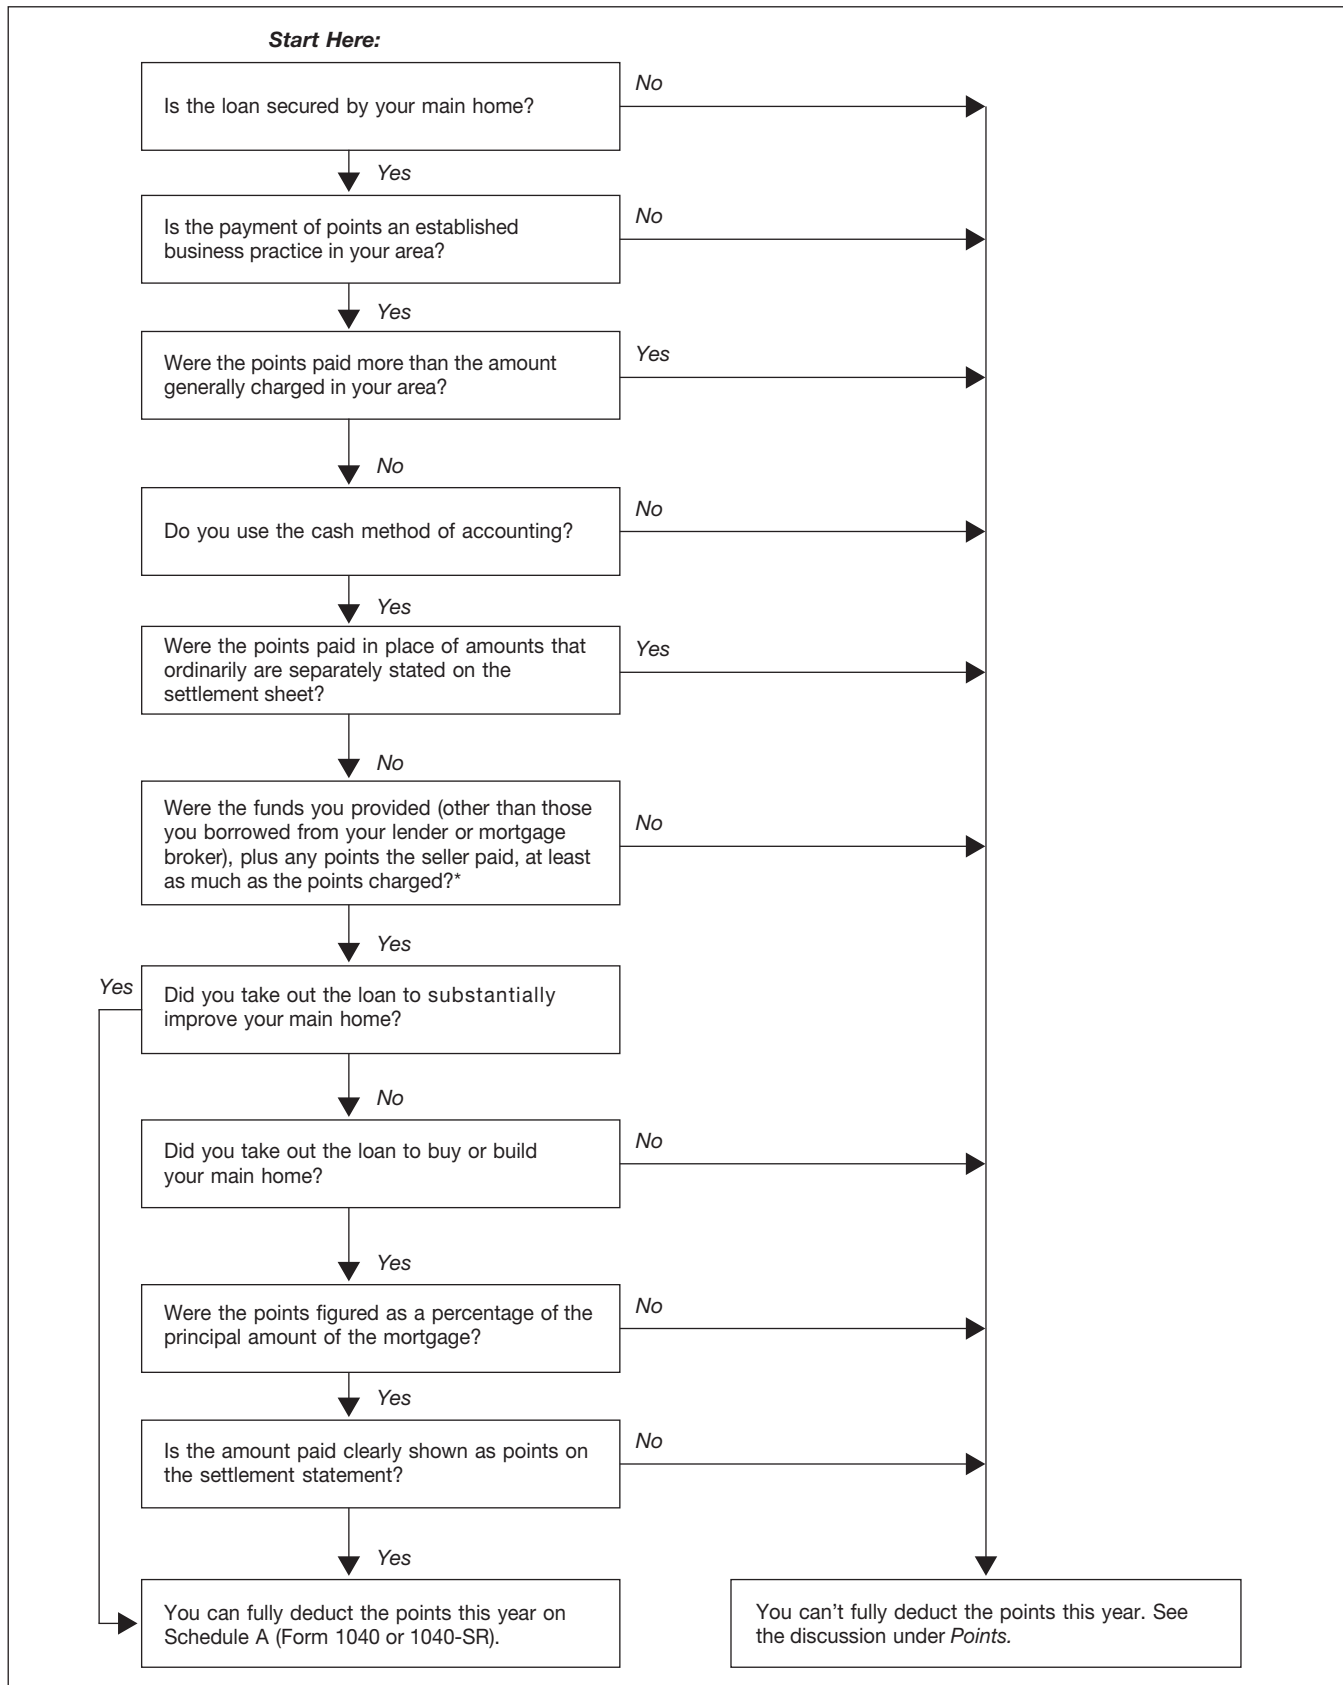 Start Here:
Is the loan secured by your main home?
No
Yes
Is the payment of points an established
business practice in your area?
No
Yes
Were the points paid more than the amount
generally charged in your area?
Yes
No
Do you use the cash method of accounting?
No
Yes
Were the points paid in place of amounts that
ordinarily are separately stated on the
settlement sheet?
Yes
No
Were the funds you provided (other than those
you borrowed from your lender or mortgage
broker), plus any points the seller paid, at least
as much as the points charged?*
No
Yes
Yes
Did you take out the loan to substantially
improve your main home?
No
Did you take out the loan to buy or build
your main home?
No
Yes
Were the points figured as a percentage of the
principal amount of the mortgage?
No
Yes
Is the amount paid clearly shown as points on
the settlement statement?
No
Yes
You can fully deduct the points this year on
Schedule A (Form 1040 or 1040-SR).
You can’t fully deduct the points this year. See
the discussion under Points.